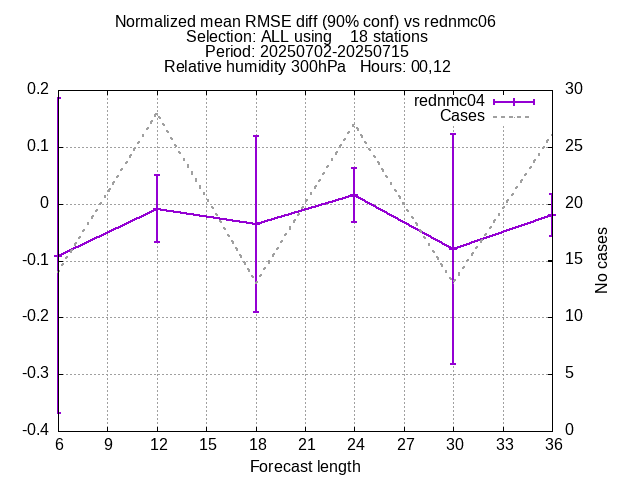 Normalized mean RMSE diff (90% conf) vs rednmc06
Selection: ALL using    18 stations
Period: 20250702-20250715
Relative humidity 300hPa   Hours: 00,12
rednmc04
Cases
0.2
0.1
0
-0.1
-0.2
-0.3
-0.4
30
25
20
15
10
5
0
No cases
6 9 12 15 18 21 24 27 30 33 36
Forecast length